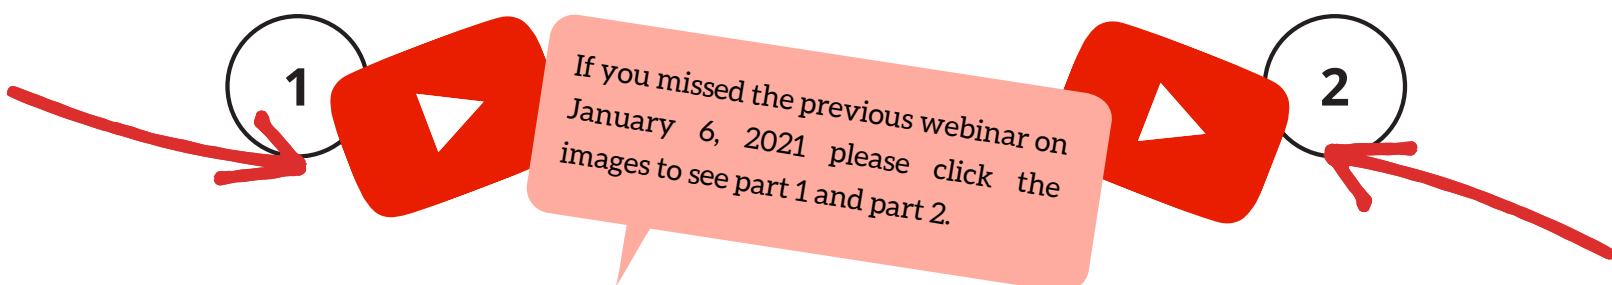 1
If you missed the previous webinar on
January 6, 2021 please click the
images to see part 1 and part 2.
2